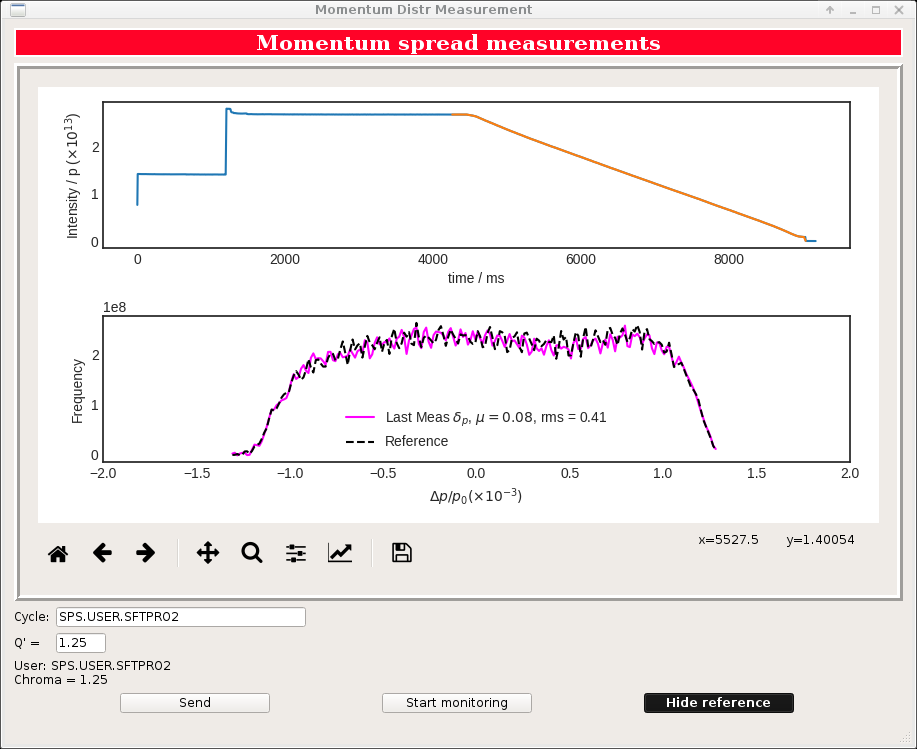 Momentum Distr Measurement
Momentum spread measurements
Intensity / p (×10¹³)
2
1
0
0 2000 4000 6000 8000
time / ms
1e8
Frequency
2
1
0
Last Meas δₚ, μ = 0.08, rms = 0.41
Reference
−2.0 −1.5 −1.0 −0.5 0.0 0.5 1.0 1.5 2.0
Δp/p₀(×10⁻³)
x=5527.5 y=1.40054
Cycle: SPS.USER.SFTPRO2
Q' = 1.25
User: SPS.USER.SFTPRO2
Chroma = 1.25
Send Start monitoring Hide reference